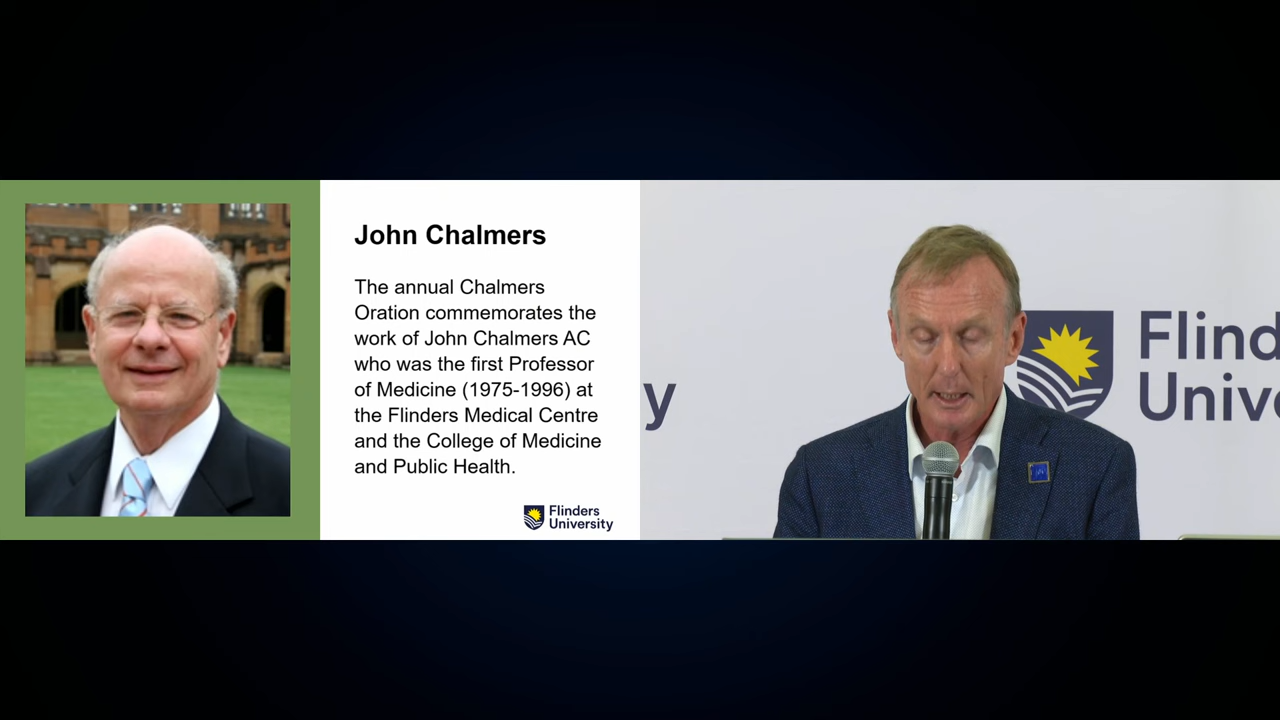 John Chalmers
The annual Chalmers
Oration commemorates the
work of John Chalmers AC
who was the first Professor
of Medicine (1975-1996) at
the Flinders Medical Centre
and the College of Medicine
and Public Health.
Flinders
University
y
Flind
Unive